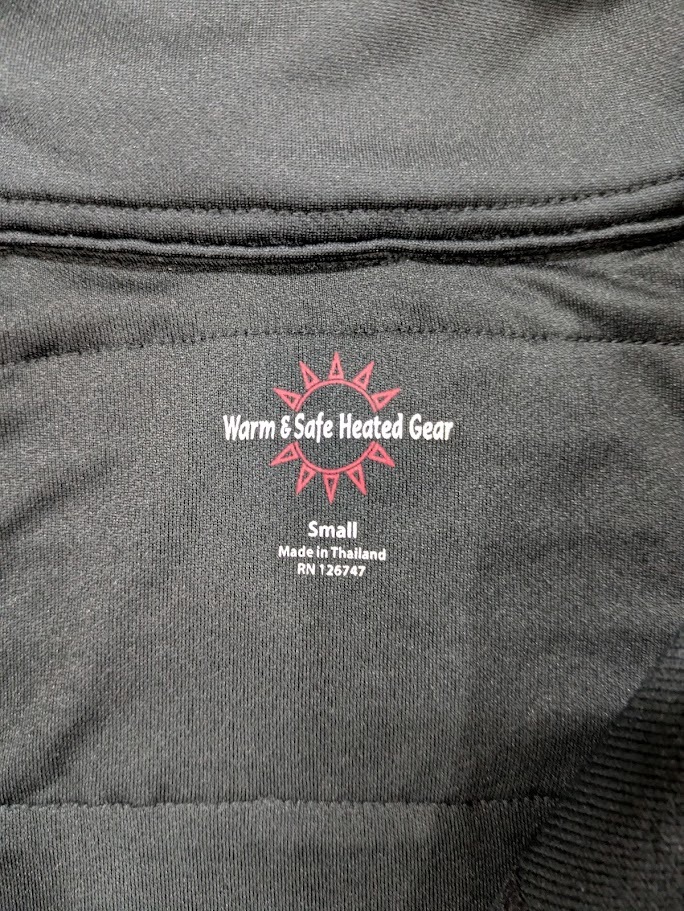 Warm & Safe Heated Gear
Small
Made in Thailand
RN 126747